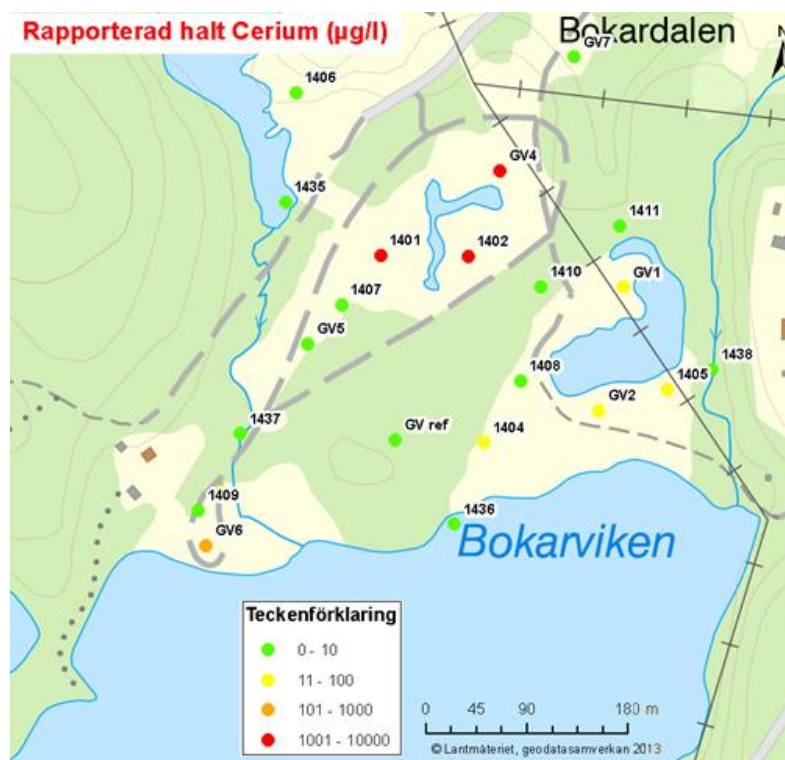 Rapporterad halt Cerium (µg/l)
Bokardalen
N
GV7
1406
GV4
1435
1411
1401
1402
1410
GV1
1407
GV5
1438
1408
1405
GV2
1437
GV ref
1404
1409
1436
GV6
Bokarviken
Teckenförklaring
0 - 10
11 - 100
101 - 1000
1001 - 10000
0 45 90 180 m
© Lantmäteriet, geodatasamverkan 2013